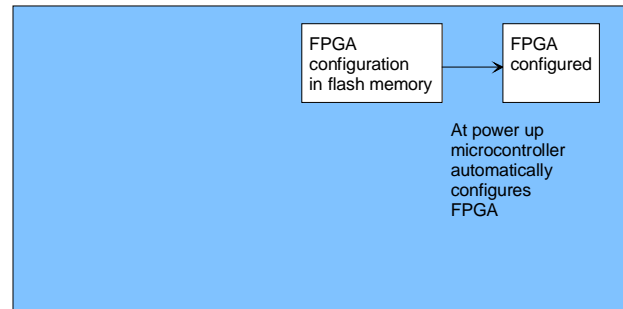 FPGA
configuration
in flash memory
FPGA
configured
At power up
microcontroller
automatically
configures
FPGA